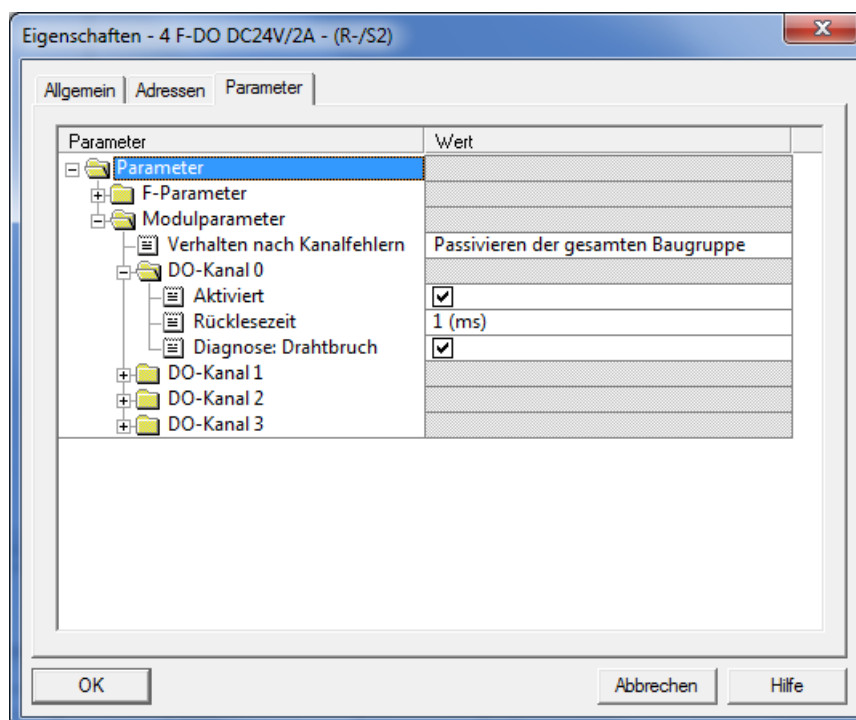 Eigenschaften - 4 F-DO DC24V/2A - (R-/S2)
Allgemein Adressen Parameter
Parameter Wert
Parameter
F-Parameter
Modulparameter
Verhalten nach Kanalfehlern Passivieren der gesamten Baugruppe
DO-Kanal 0
Aktiviert
Rücklesezeit 1 (ms)
Diagnose: Drahtbruch
DO-Kanal 1
DO-Kanal 2
DO-Kanal 3
OK Abbrechen Hilfe